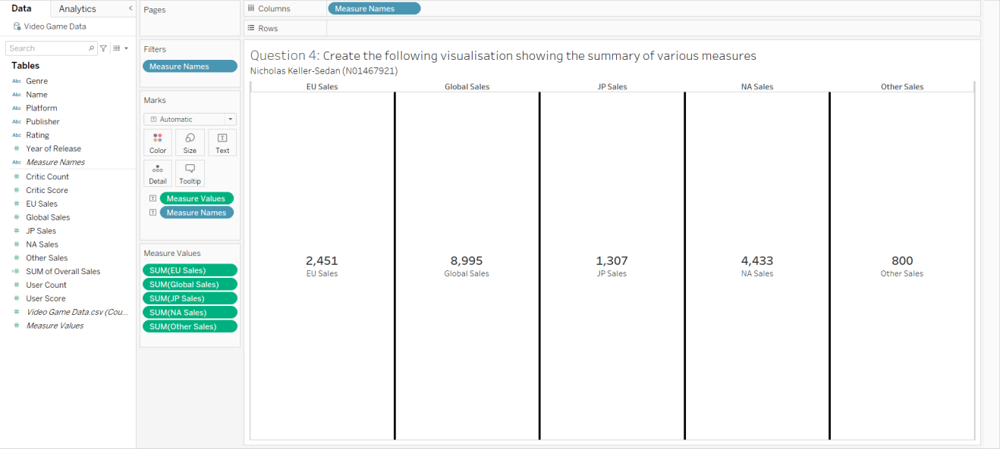 Data
Analytics
Video Game Data
Search
Tables
Abc Genre
Abc Name
Abc Platform
Abc Publisher
Abc Rating
# Year of Release
Abc Measure Names
# Critic Count
# Critic Score
# EU Sales
# Global Sales
# JP Sales
# NA Sales
# Other Sales
=# SUM of Overall Sales
# User Count
# User Score
# Video Game Data.csv (Cou...
# Measure Values
Pages
Filters
Measure Names
Marks
T Automatic
Color
Size
T Text
Detail
Tooltip
T Measure Values
T Measure Names
Measure Values
SUM(EU Sales)
SUM(Global Sales)
SUM(JP Sales)
SUM(NA Sales)
SUM(Other Sales)
Columns
Measure Names
Rows
Question 4: Create the following visualisation showing the summary of various measures
Nicholas Keller-Sedan (N01467921)
EU Sales Global Sales JP Sales NA Sales Other Sales
2,451 8,995 1,307 4,433 800
EU Sales Global Sales JP Sales NA Sales Other Sales